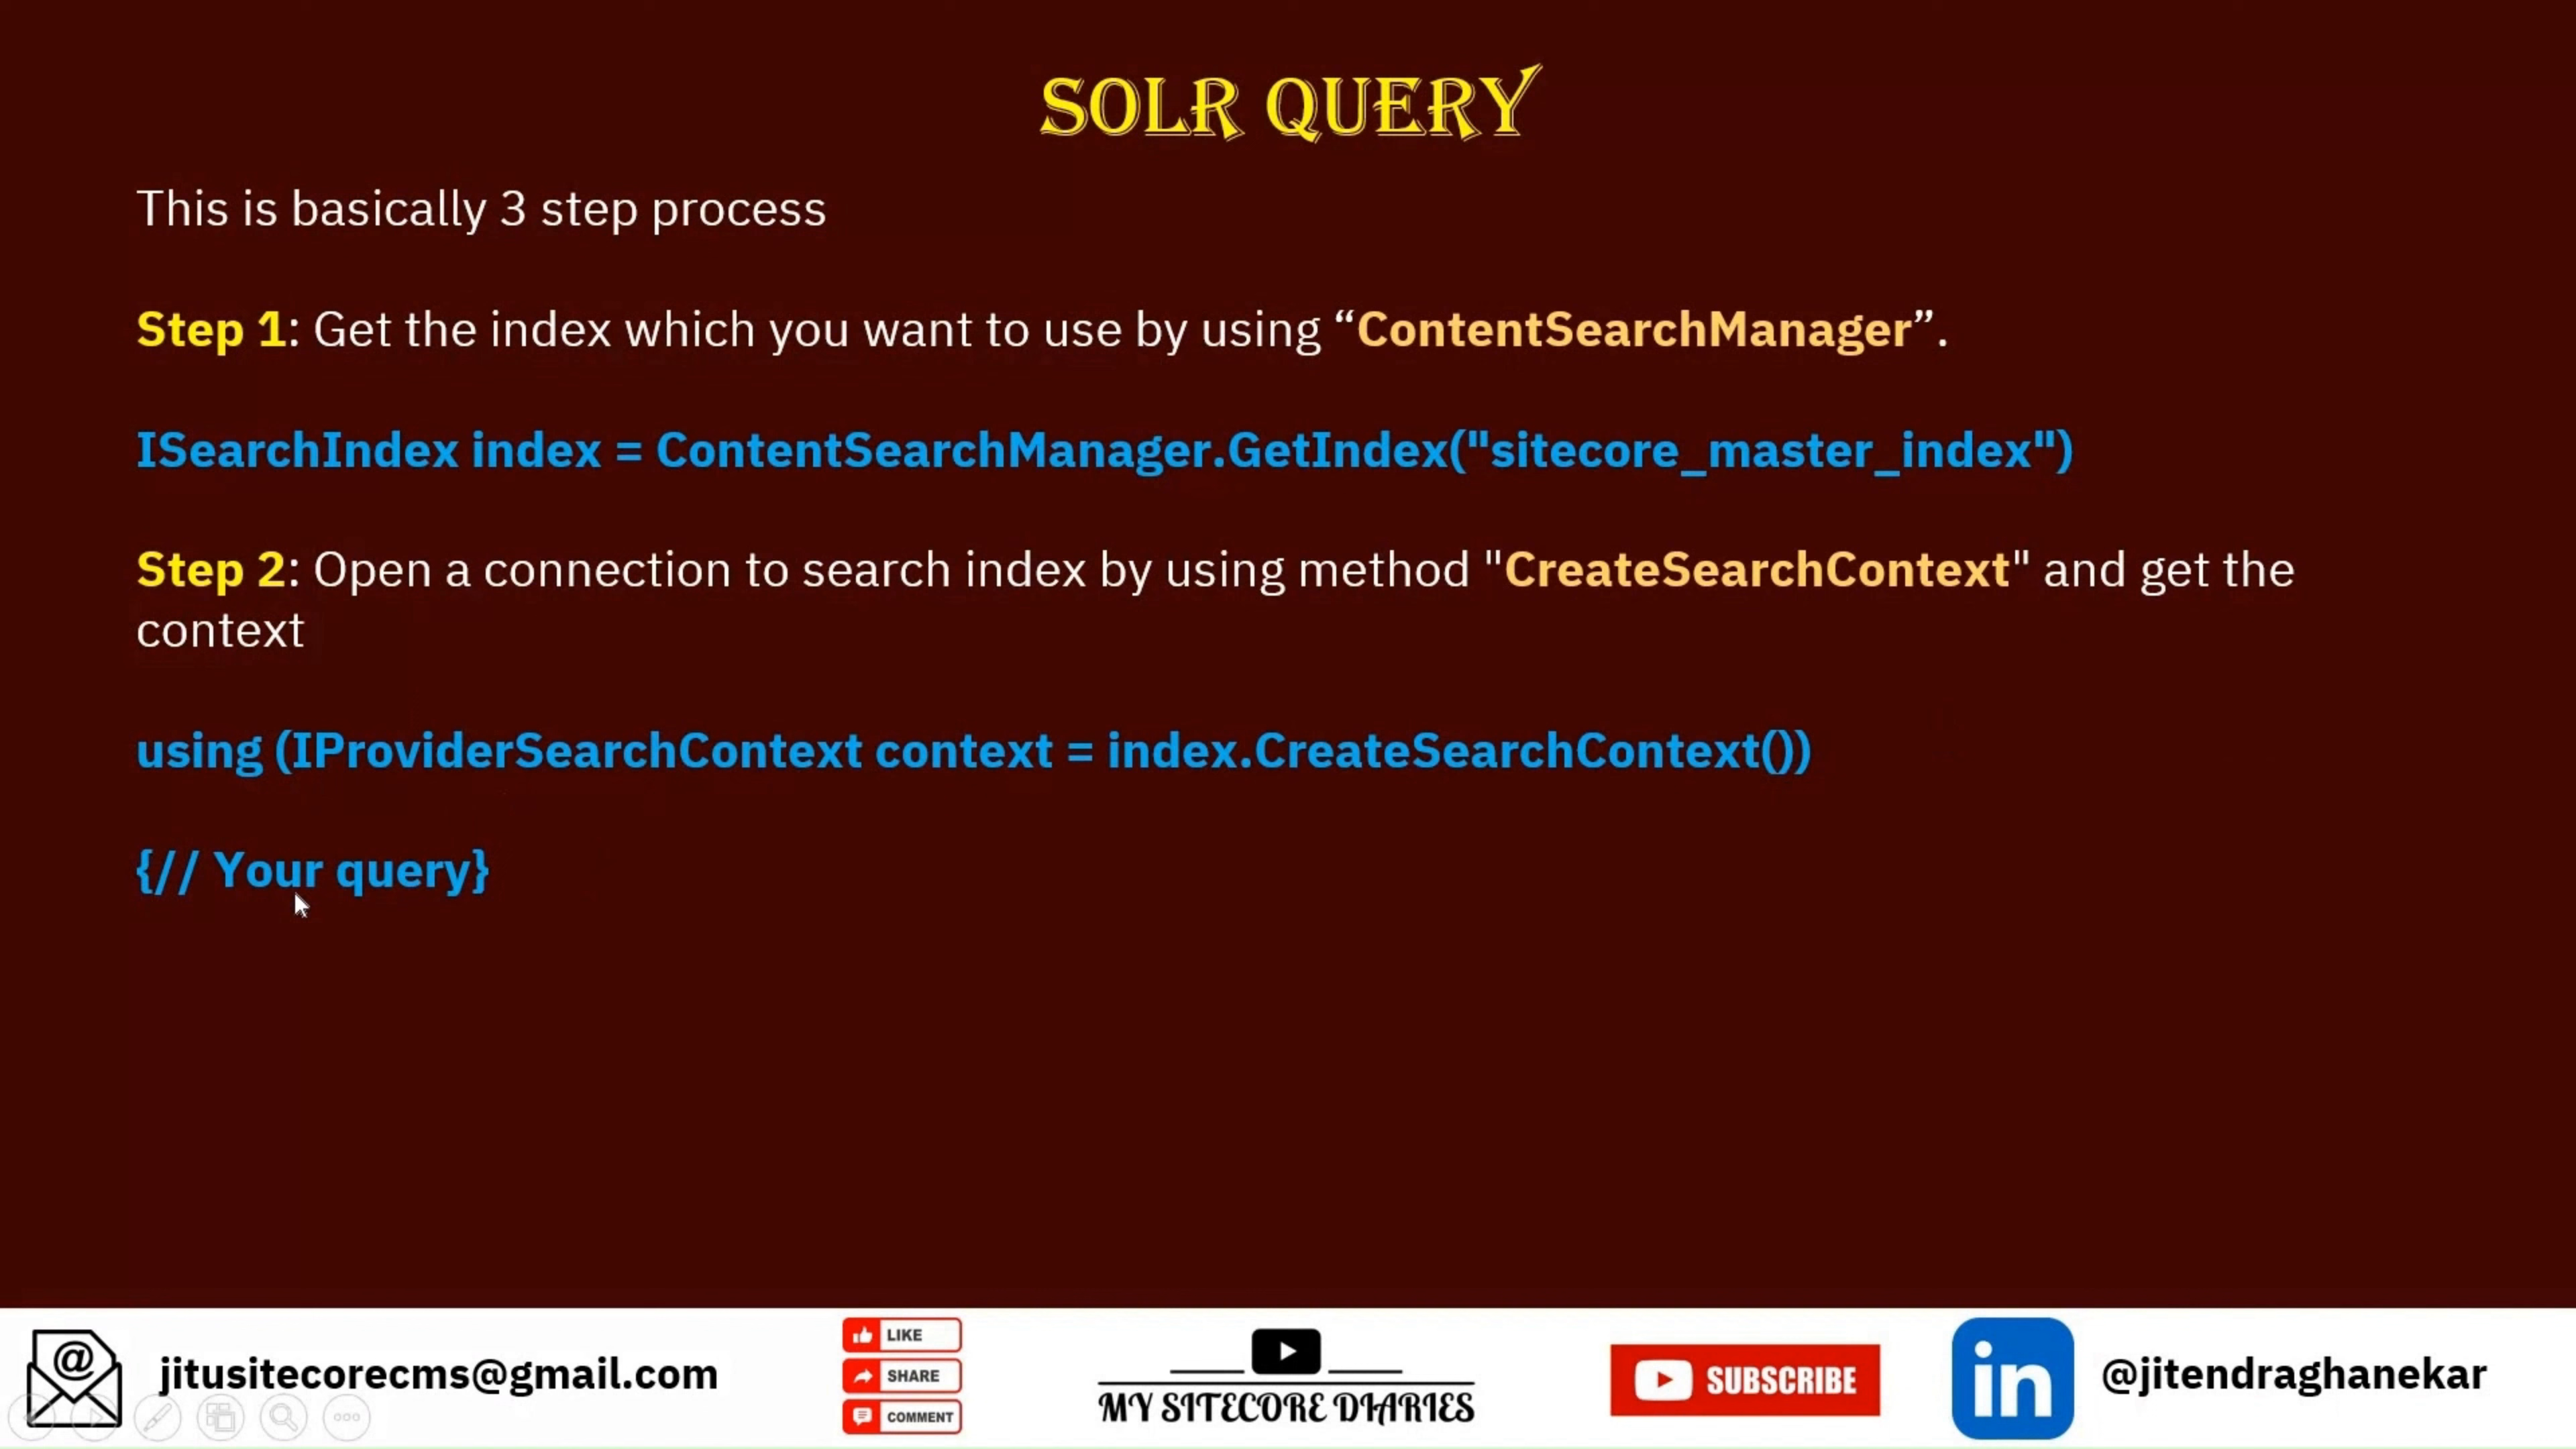 SOLR QUERY
This is basically 3 step process
Step 1: Get the index which you want to use by using “ContentSearchManager”.
ISearchIndex index = ContentSearchManager.GetIndex("sitecore_master_index")
Step 2: Open a connection to search index by using method "CreateSearchContext" and get the
context
using (IProviderSearchContext context = index.CreateSearchContext())
{// Your query}
@
jitusitecorecms@gmail.com
LIKE
SHARE
COMMENT
MY SITECORE DIARIES
SUBSCRIBE
in
@jitendraghanekar